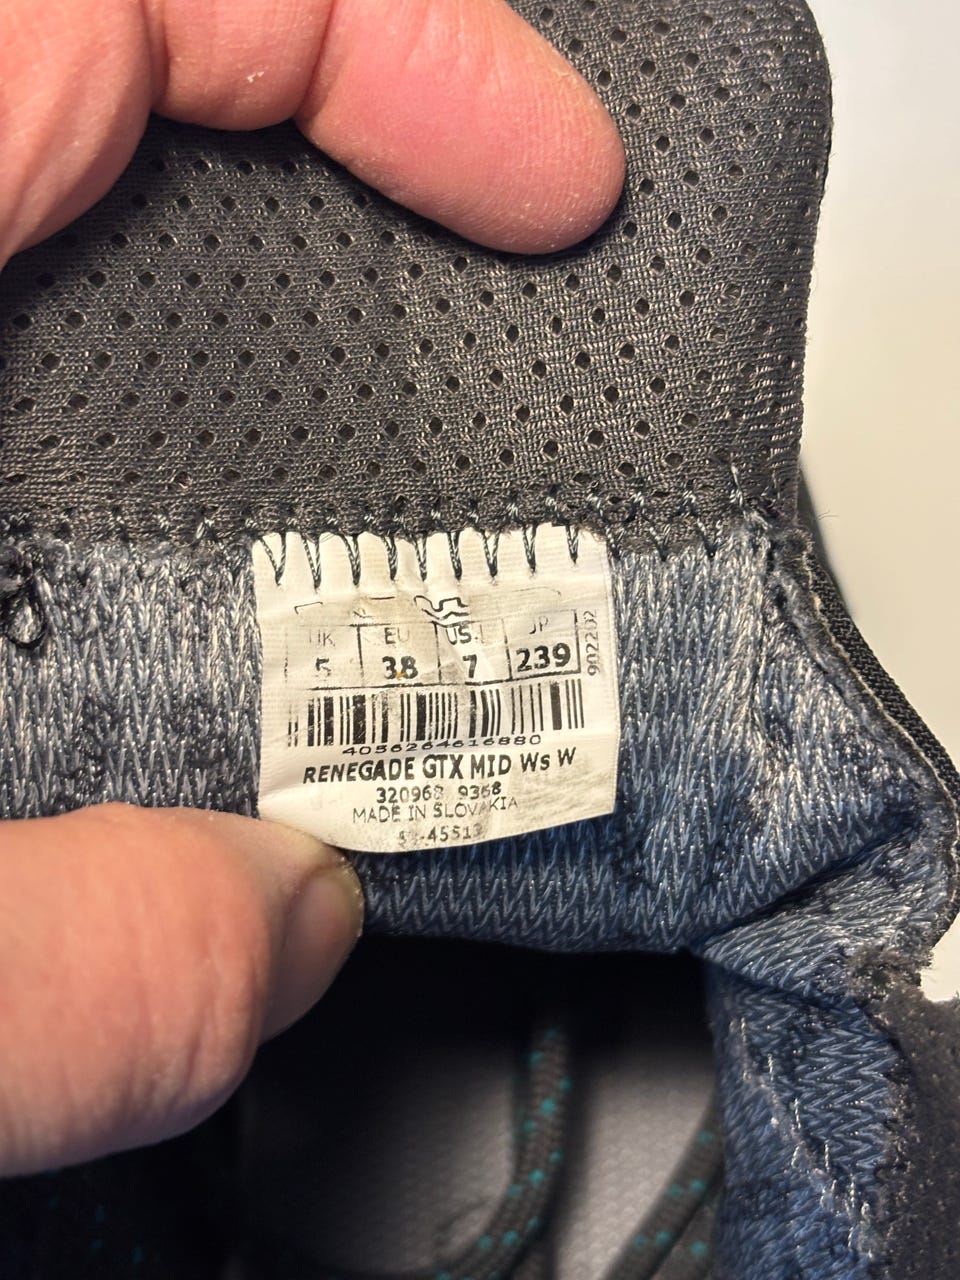 UK EU US JP
5 38 7 239
902202
4056264616880
RENEGADE GTX MID Ws W
320968 9368
MADE IN SLOVAKIA